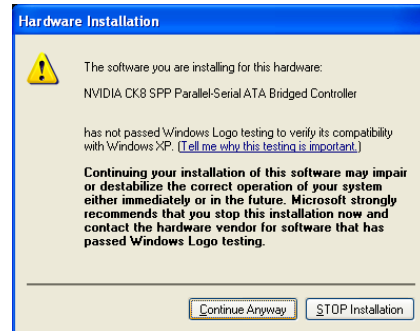 Hardware Installation
The software you are installing for this hardware:
NVIDIA CK8 SPP Parallel-Serial ATA Bridged Controller
has not passed Windows Logo testing to verify its compatibility
with Windows XP. (Tell me why this testing is important.)
Continuing your installation of this software may impair
or destabilize the correct operation of your system
either immediately or in the future. Microsoft strongly
recommends that you stop this installation now and
contact the hardware vendor for software that has
passed Windows Logo testing.
Continue Anyway STOP Installation